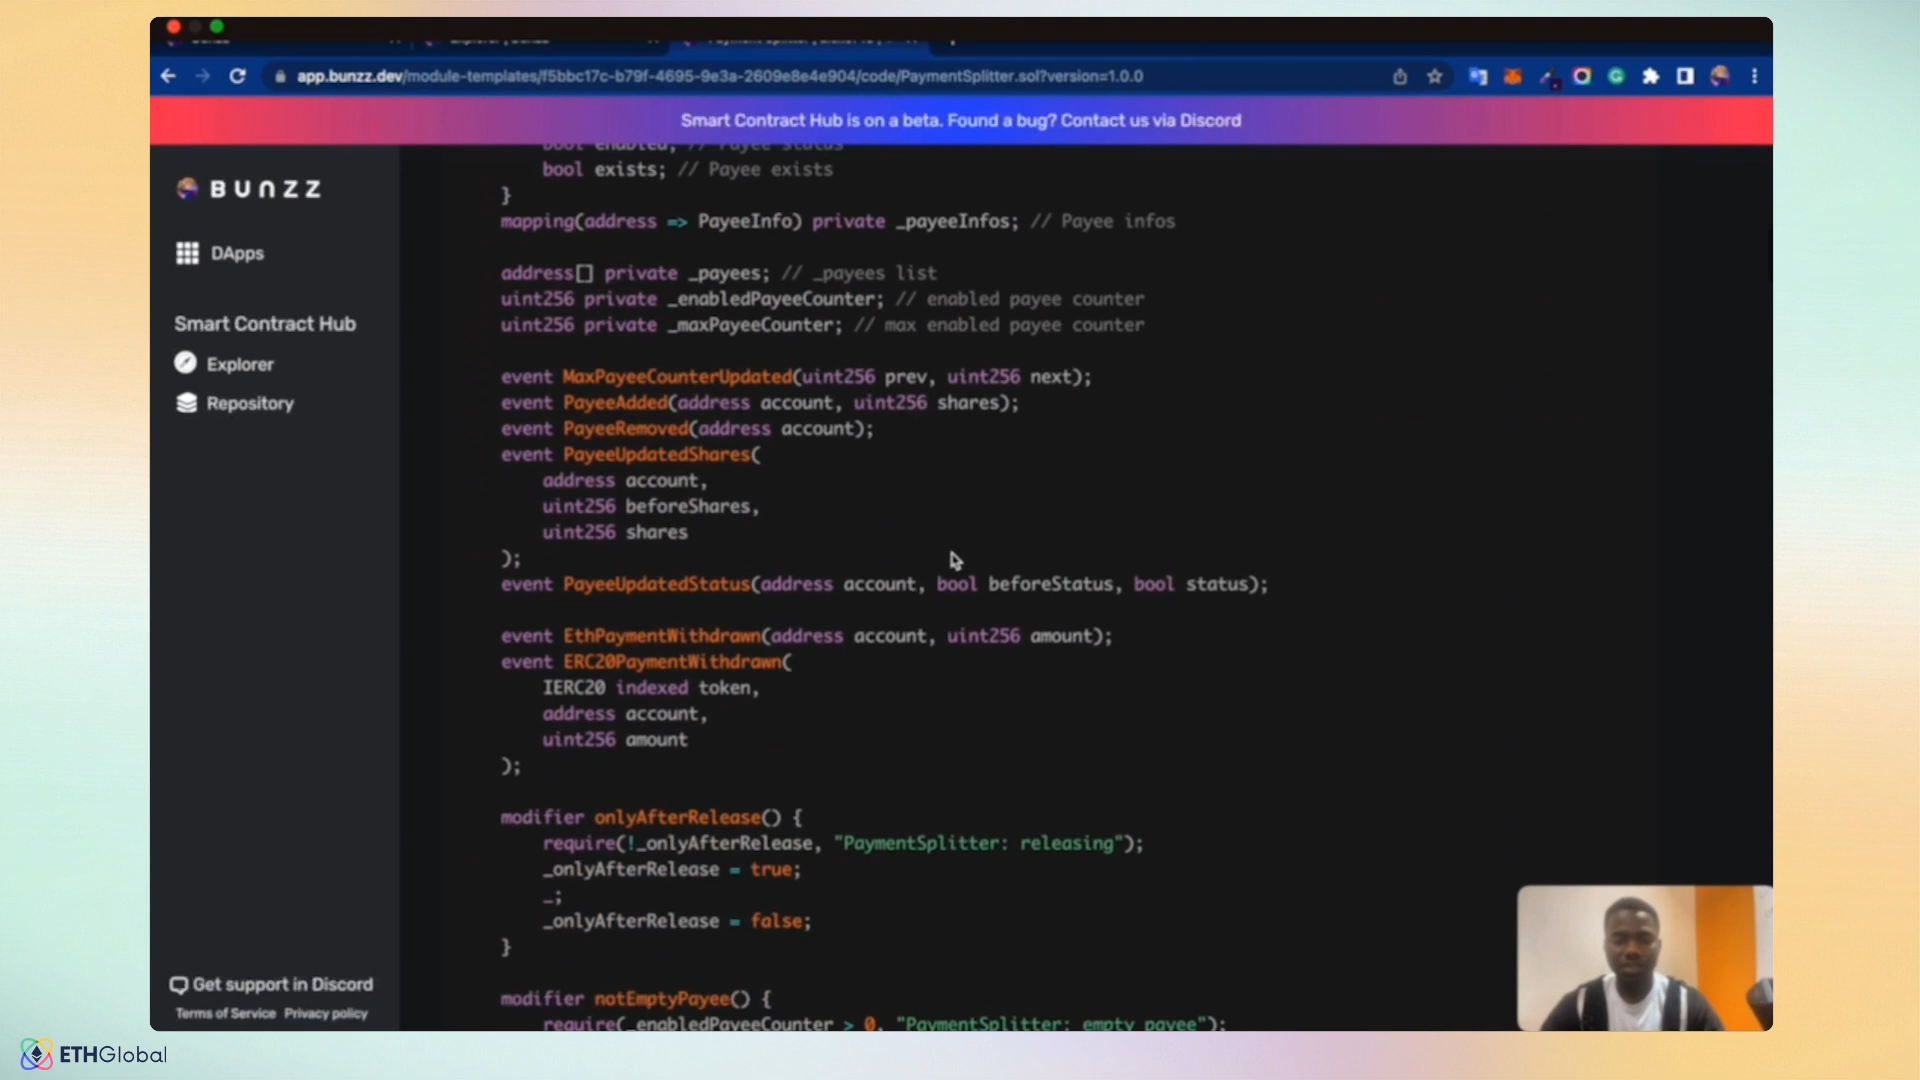 app.bunzz.dev/module-templates/f5bbc17c-b79f-4695-9e3a-2609e8e4e904/code/PaymentSplitter.sol?version=1.0.0
Smart Contract Hub is on a beta. Found a bug? Contact us via Discord
BUNZZ
DApps
Smart Contract Hub
Explorer
Repository
Get support in Discord
Terms of Service Privacy policy
bool enabled; // Payee status
bool exists; // Payee exists
}
mapping(address => PayeeInfo) private _payeeInfos; // Payee infos
address[] private _payees; // _payees list
uint256 private _enabledPayeeCounter; // enabled payee counter
uint256 private _maxPayeeCounter; // max enabled payee counter
event MaxPayeeCounterUpdated(uint256 prev, uint256 next);
event PayeeAdded(address account, uint256 shares);
event PayeeRemoved(address account);
event PayeeUpdatedShares(
address account,
uint256 beforeShares,
uint256 shares
);
event PayeeUpdatedStatus(address account, bool beforeStatus, bool status);
event EthPaymentWithdrawn(address account, uint256 amount);
event ERC20PaymentWithdrawn(
IERC20 indexed token,
address account,
uint256 amount
);
modifier onlyAfterRelease() {
require(!_onlyAfterRelease, "PaymentSplitter: releasing");
_onlyAfterRelease = true;
_;
_onlyAfterRelease = false;
}
modifier notEmptyPayee() {
require(_enabledPayeeCounter > 0, "PaymentSplitter: empty payee");
ETHGlobal